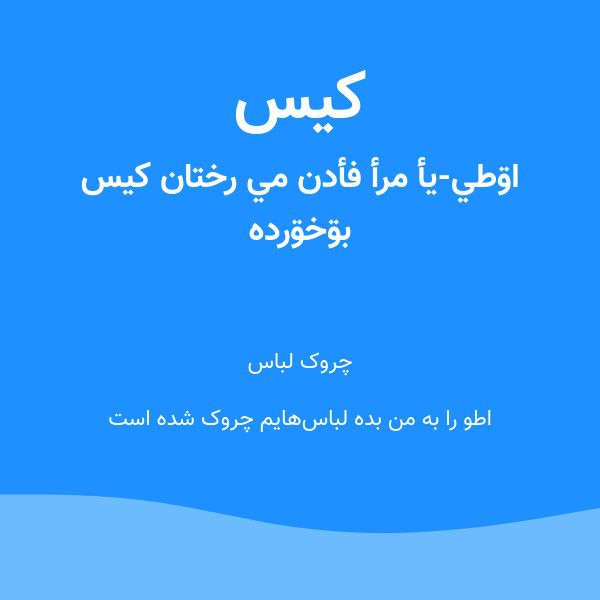 کیس
اۊطي-يأ مرأ فأدن مي رختان کیس
بۊخۊرده
چروک لباس
اطو را به من بده لباس‌هایم چروک شده است